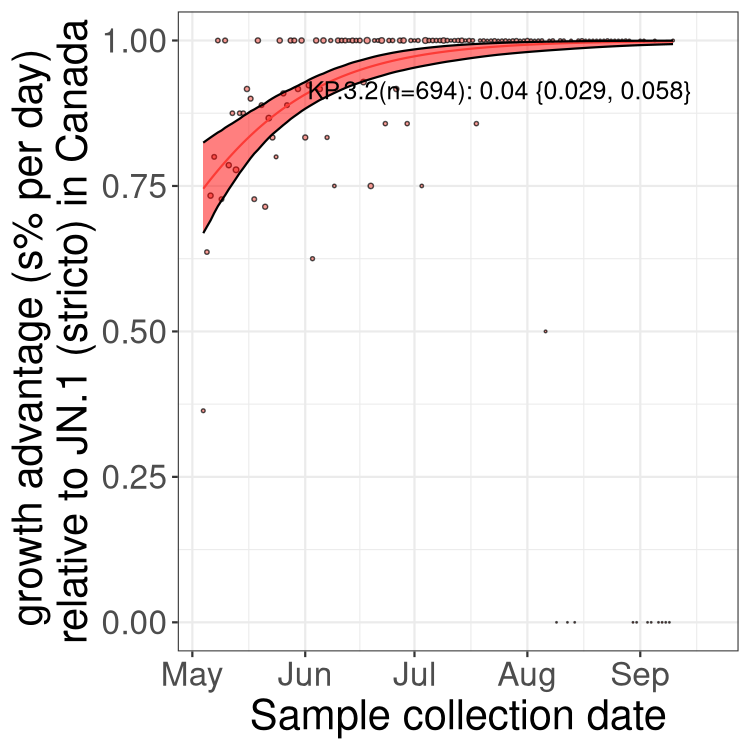 growth advantage (s% per day)
relative to JN.1 (stricto) in Canada
1.00
0.75
0.50
0.25
0.00
KP.3.2(n=694): 0.04 {0.029, 0.058}
May Jun Jul Aug Sep
Sample collection date